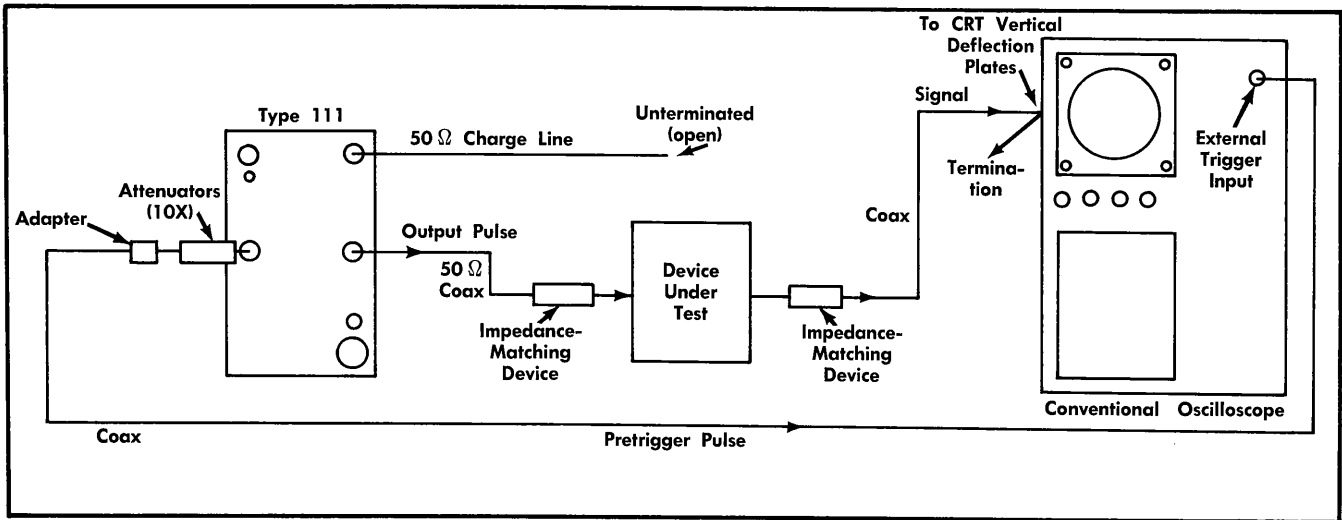 To CRT Vertical
Deflection
Plates
Signal
Type 111
50 Ω Charge Line
Unterminated
(open)
External
Trigger
Input
Termina-
tion
Attenuators
(10X)
Adapter
Coax
Output Pulse
50 Ω
Coax
Device
Under
Test
Impedance-
Matching
Device
Impedance-
Matching
Device
Conventional Oscilloscope
Coax
Pretrigger Pulse